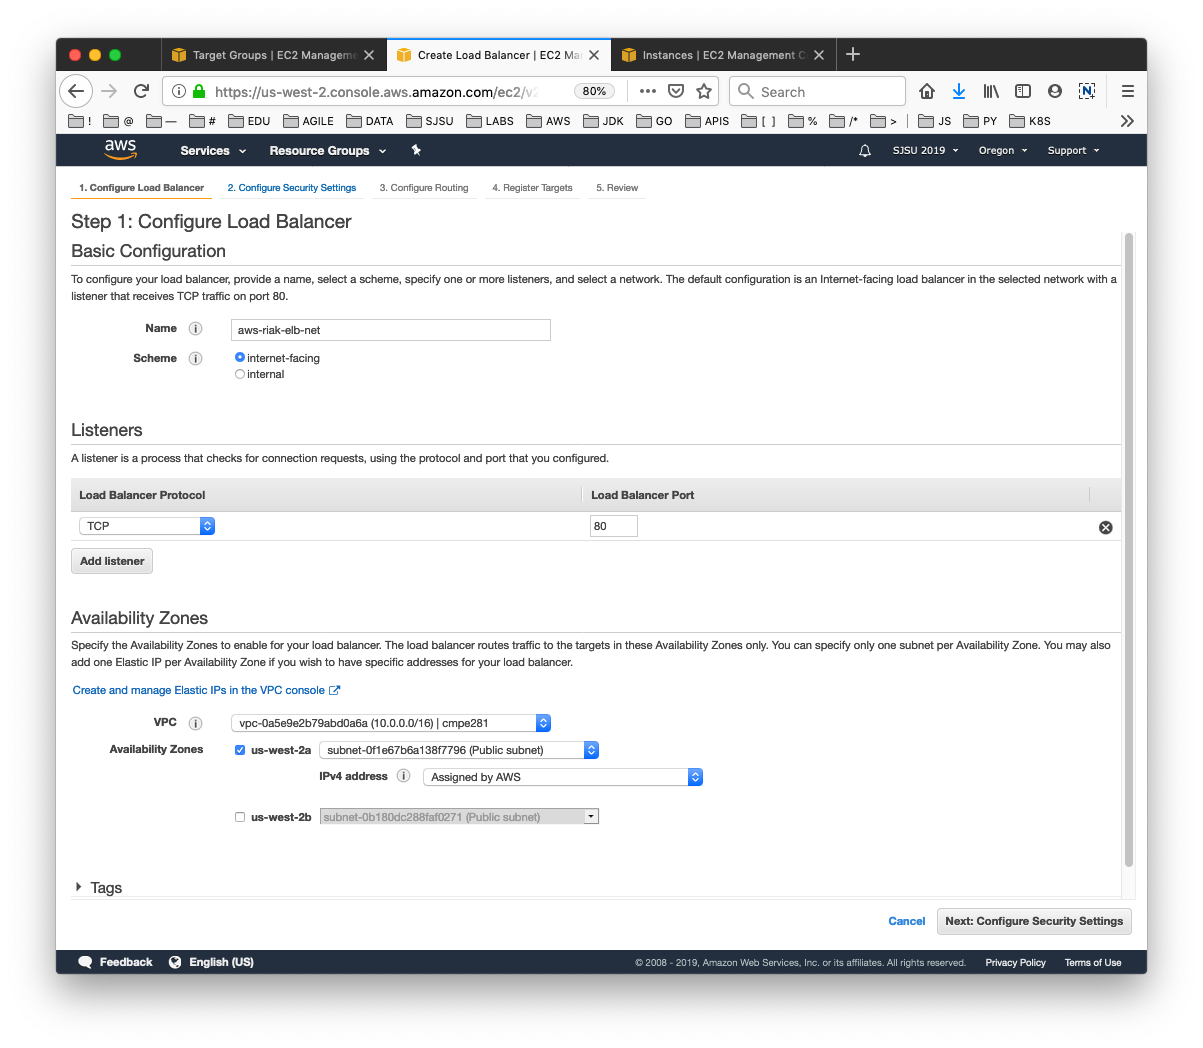 Target Groups | EC2 Manageme
Create Load Balancer | EC2 Ma
Instances | EC2 Management C
https://us-west-2.console.aws.amazon.com/ec2/v2
80%
Search
! @ — # EDU AGILE DATA SJSU LABS AWS JDK GO APIS [ ] % /* > JS PY K8S
aws Services Resource Groups SJSU 2019 Oregon Support
1. Configure Load Balancer 2. Configure Security Settings 3. Configure Routing 4. Register Targets 5. Review
Step 1: Configure Load Balancer
Basic Configuration
To configure your load balancer, provide a name, select a scheme, specify one or more listeners, and select a network. The default configuration is an Internet-facing load balancer in the selected network with a
listener that receives TCP traffic on port 80.
Name i aws-riak-elb-net
Scheme i internet-facing
internal
Listeners
A listener is a process that checks for connection requests, using the protocol and port that you configured.
Load Balancer Protocol Load Balancer Port
TCP 80
Add listener
Availability Zones
Specify the Availability Zones to enable for your load balancer. The load balancer routes traffic to the targets in these Availability Zones only. You can specify only one subnet per Availability Zone. You may also
add one Elastic IP per Availability Zone if you wish to have specific addresses for your load balancer.
Create and manage Elastic IPs in the VPC console
VPC i vpc-0a5e9e2b79abd0a6a (10.0.0.0/16) | cmpe281
Availability Zones us-west-2a subnet-0f1e67b6a138f7796 (Public subnet)
IPv4 address i Assigned by AWS
us-west-2b subnet-0b180dc288faf0271 (Public subnet)
Tags
Cancel Next: Configure Security Settings
Feedback English (US) © 2008 - 2019, Amazon Web Services, Inc. or its affiliates. All rights reserved. Privacy Policy Terms of Use